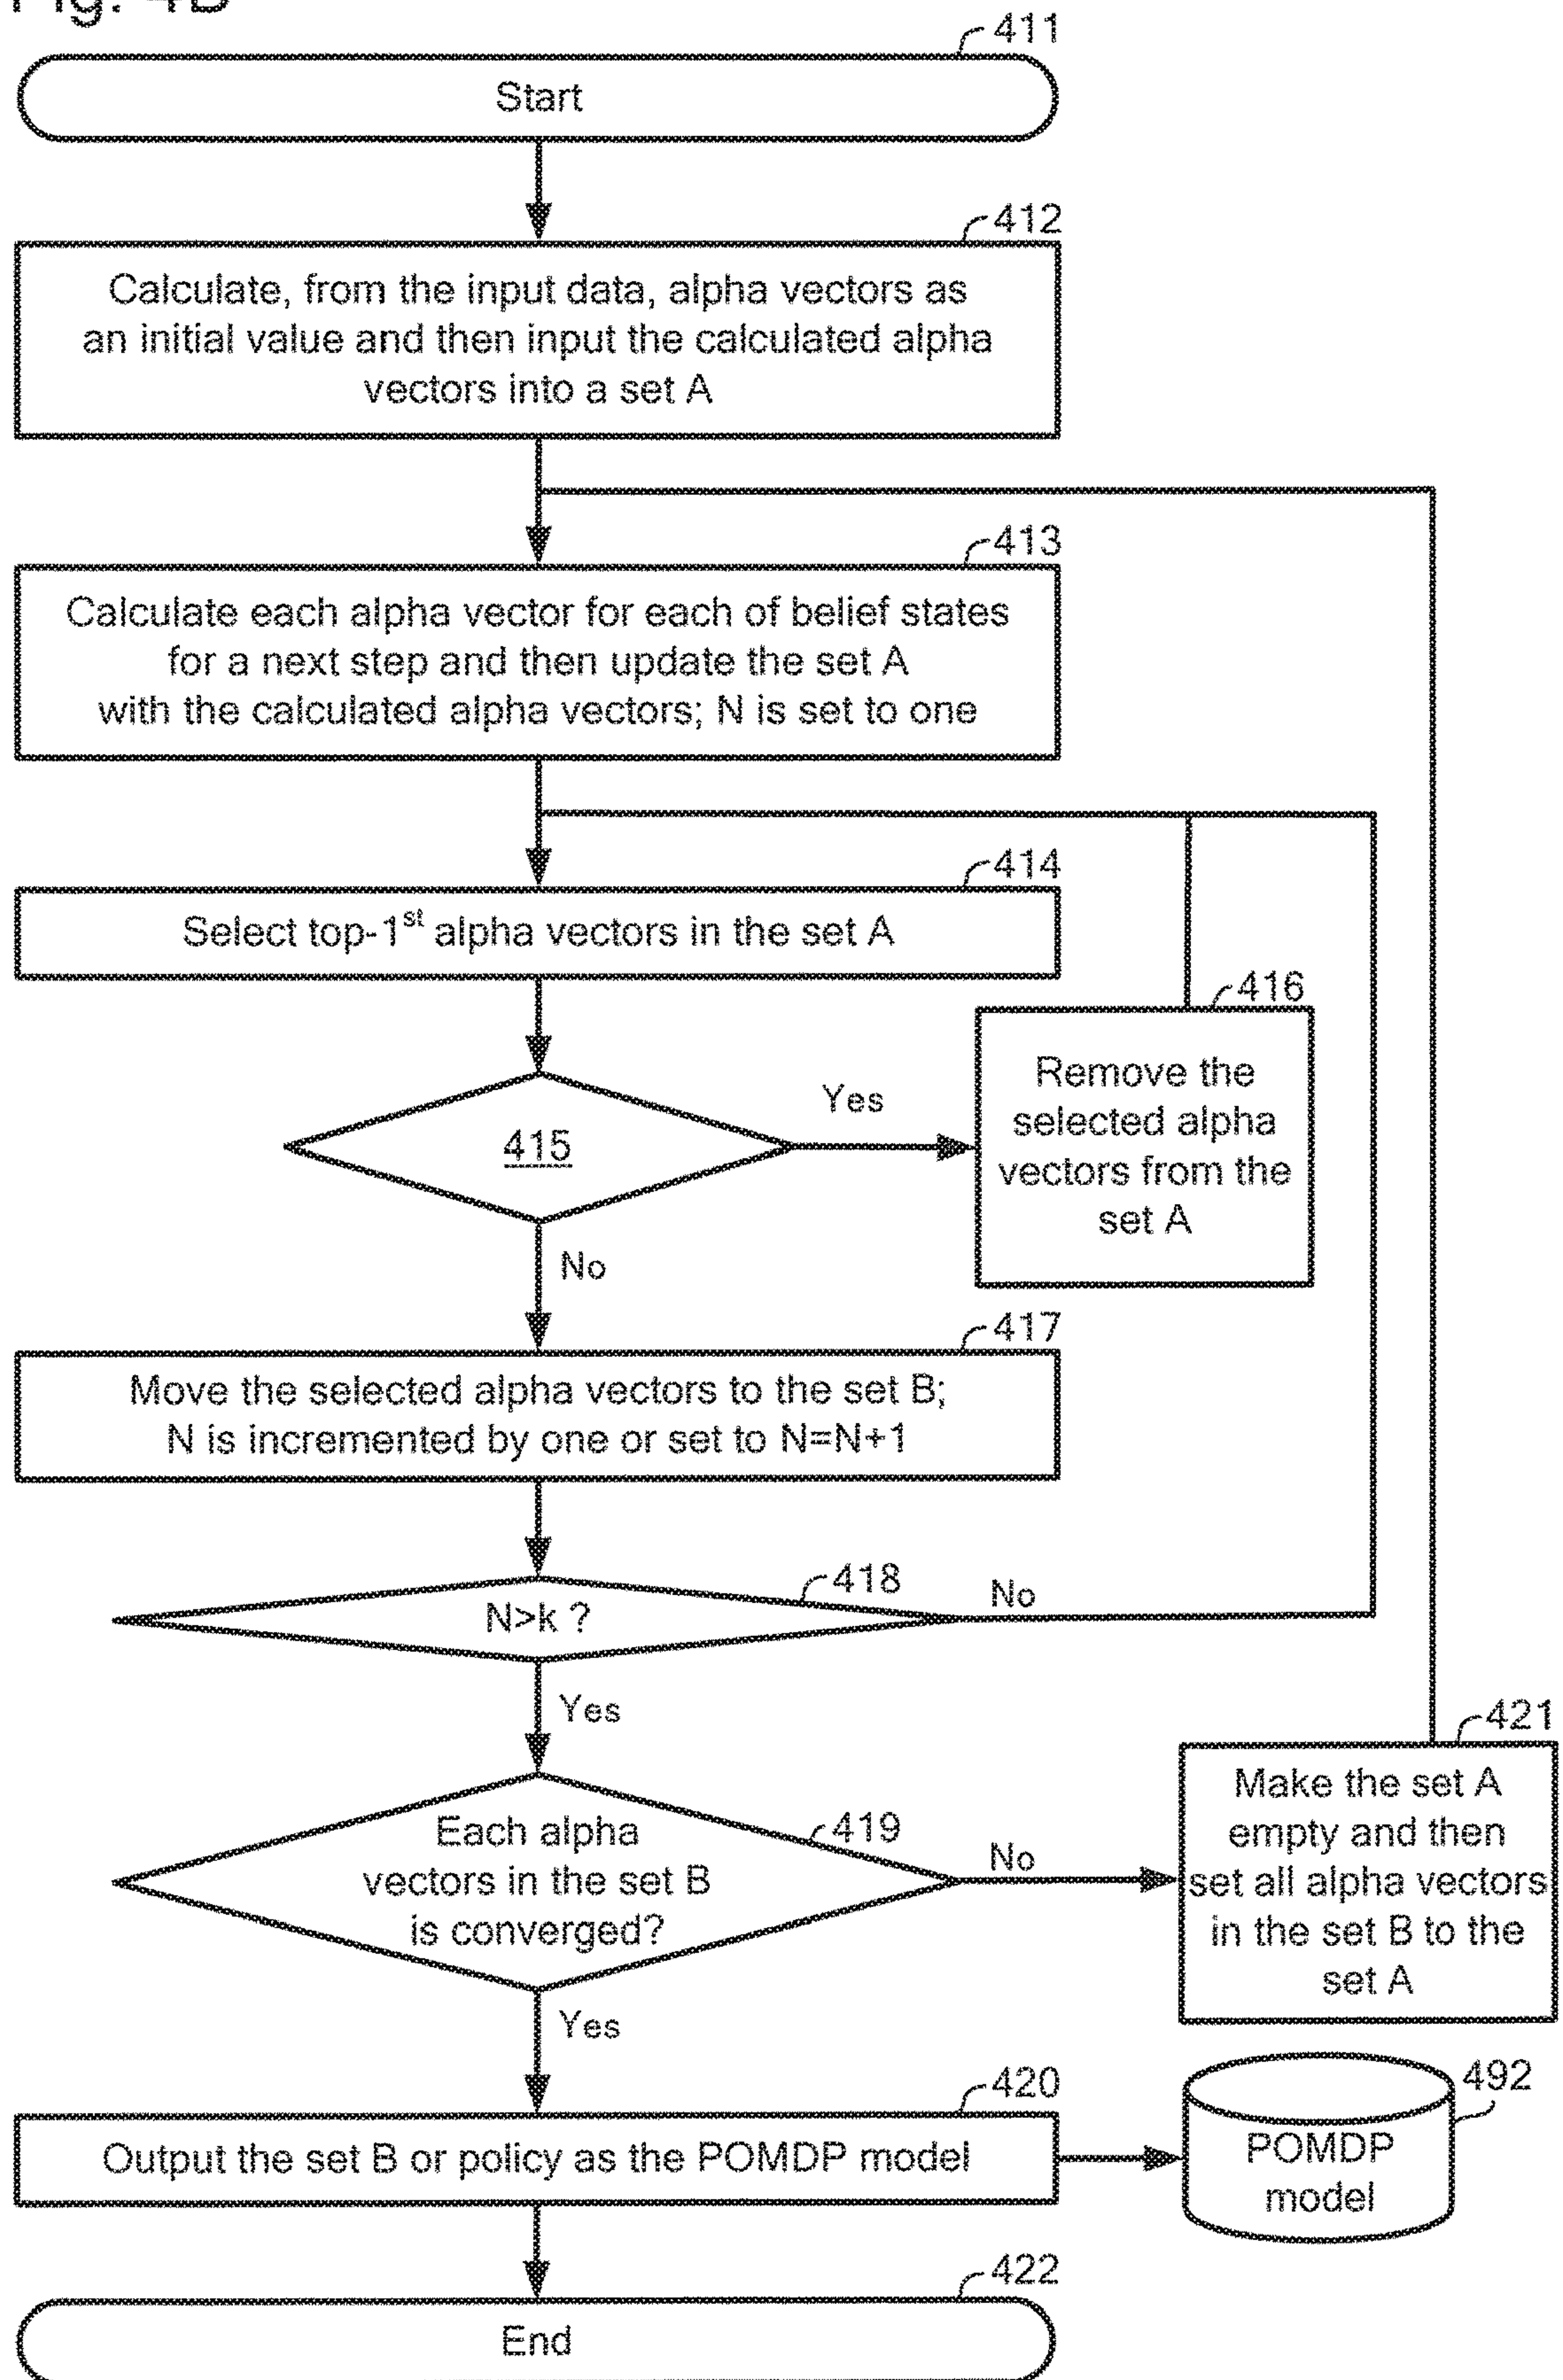 411
Start
412
Calculate, from the input data, alpha vectors as
an initial value and then input the calculated alpha
vectors into a set A
413
Calculate each alpha vector for each of belief states
for a next step and then update the set A
with the calculated alpha vectors; N is set to one
414
Select top-1st alpha vectors in the set A
416
Remove the
selected alpha
vectors from the
set A
415
Yes
No
417
Move the selected alpha vectors to the set B;
N is incremented by one or set to N=N+1
418
N>k ?
No
Yes
419
Each alpha
vectors in the set B
is converged?
No
Yes
421
Make the set A
empty and then
set all alpha vectors
in the set B to the
set A
420
Output the set B or policy as the POMDP model
492
POMDP
model
422
End